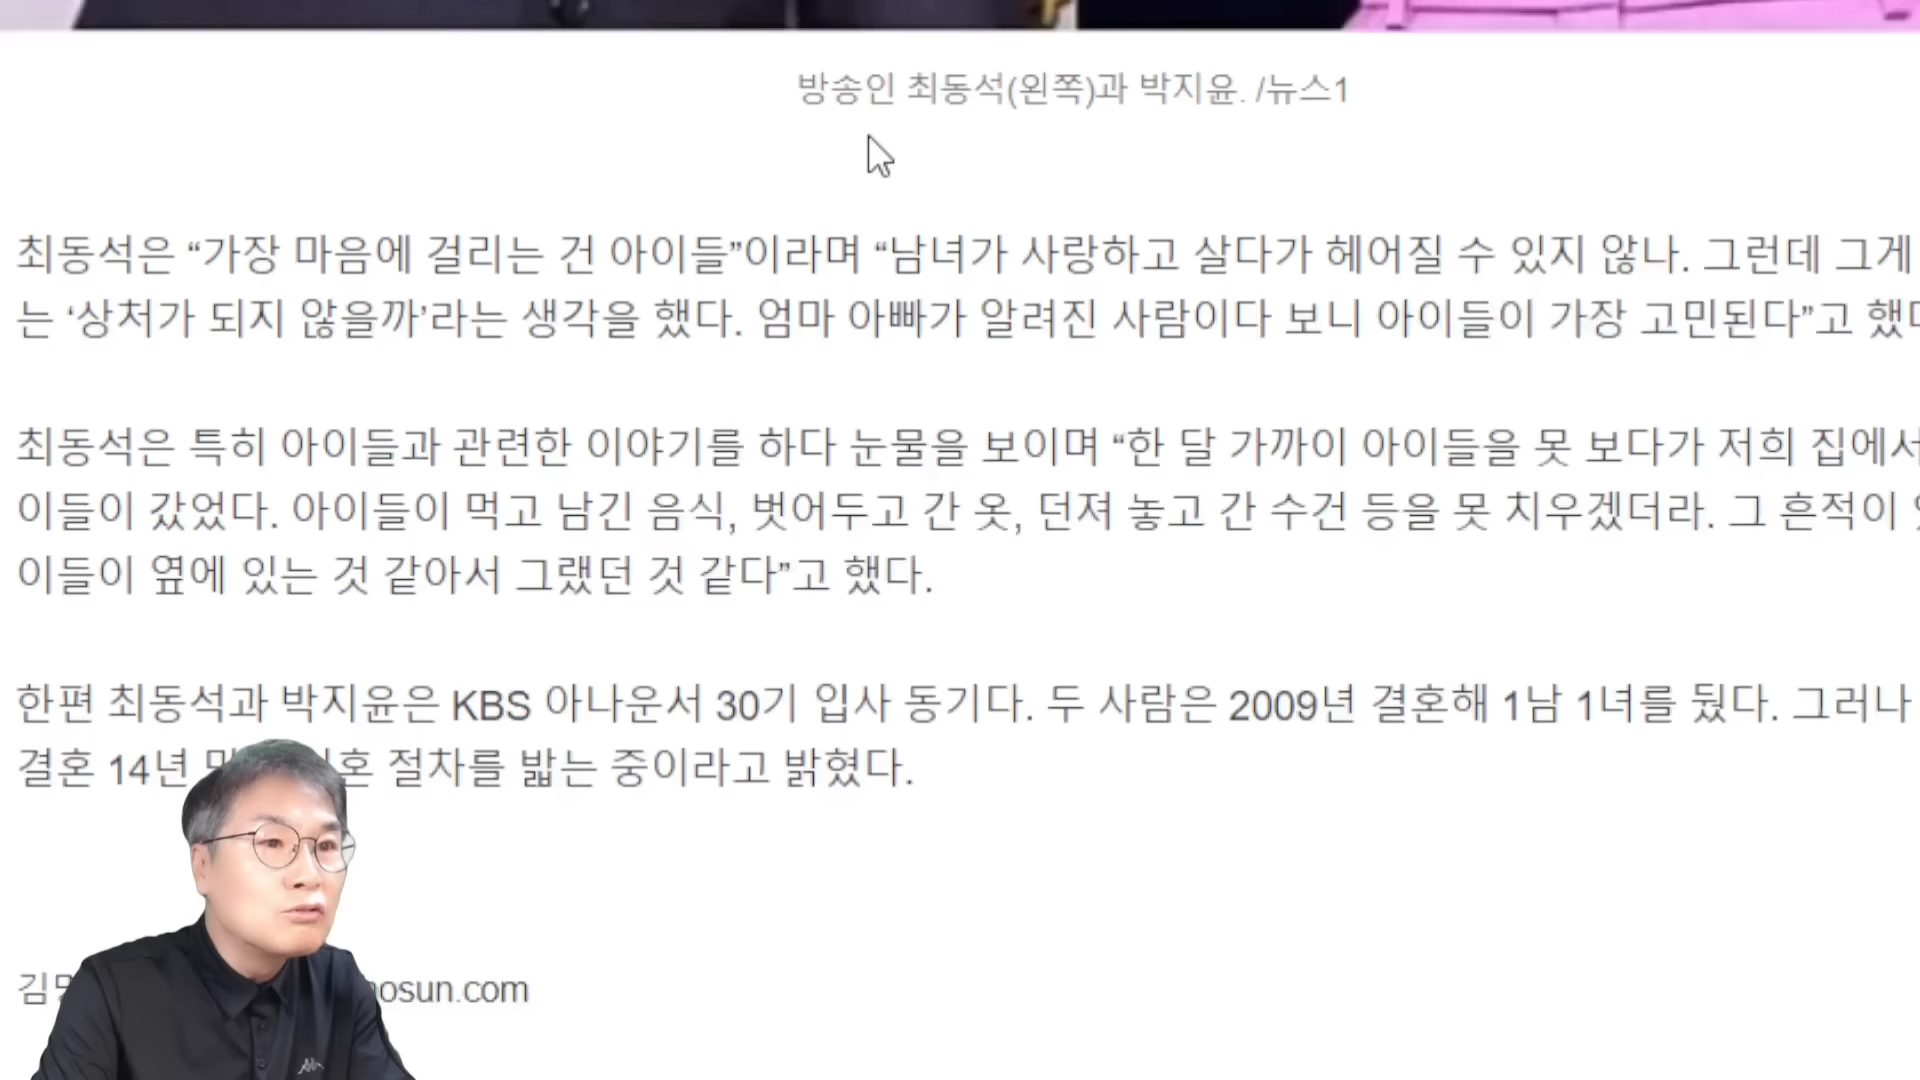 방송인 최동석(왼쪽)과 박지윤. /뉴스1
최동석은 “가장 마음에 걸리는 건 아이들”이라며 “남녀가 사랑하고 살다가 헤어질 수 있지 않나. 그런데 그게
는 ‘상처가 되지 않을까’라는 생각을 했다. 엄마 아빠가 알려진 사람이다 보니 아이들이 가장 고민된다”고
최동석은 특히 아이들과 관련한 이야기를 하다 눈물을 보이며 “한 달 가까이 아이들을 못 보다가 저희 집에서
이들이 갔었다. 아이들이 먹고 남긴 음식, 벗어두고 간 옷, 던져 놓고 간 수건 등을 못 치우겠더라. 그 흔적이
이들이 옆에 있는 것 같아서 그랬던 것 같다”고 했다.
한편 최동석과 박지윤은 KBS 아나운서 30기 입사 동기다. 두 사람은 2009년 결혼해 1남 1녀를 뒀다. 그러나
결혼 14년 절차를 밟는 중이라고 밝혔다.